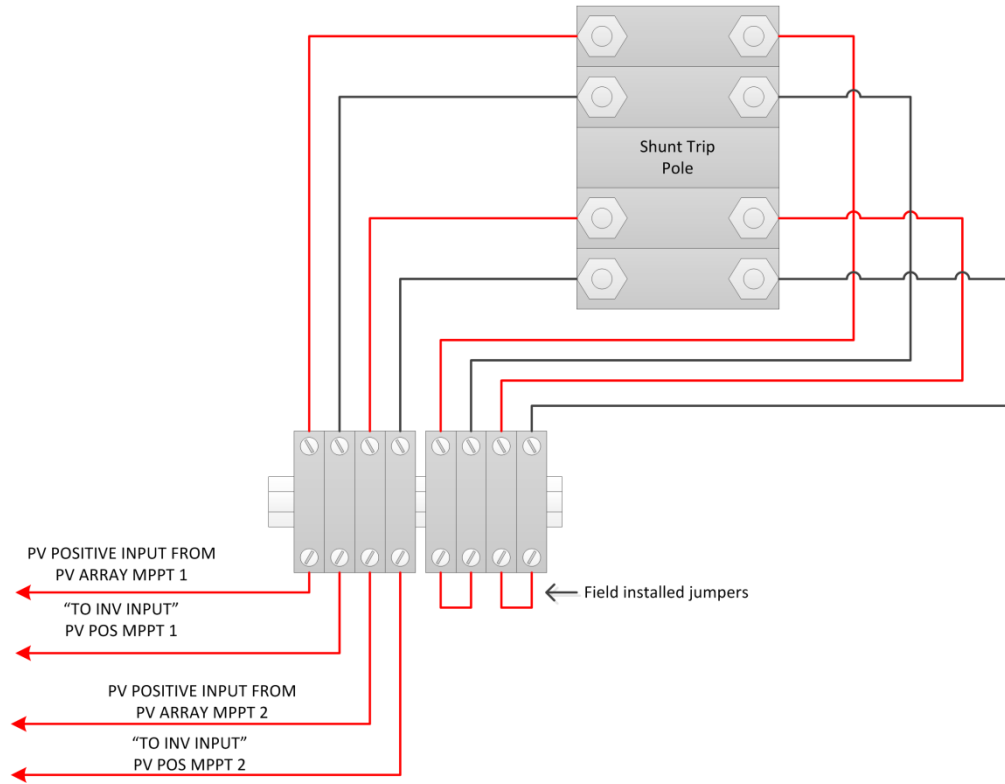 Shunt Trip
Pole
PV POSITIVE INPUT FROM
PV ARRAY MPPT 1
“TO INV INPUT”
PV POS MPPT 1
Field installed jumpers
PV POSITIVE INPUT FROM
PV ARRAY MPPT 2
“TO INV INPUT”
PV POS MPPT 2